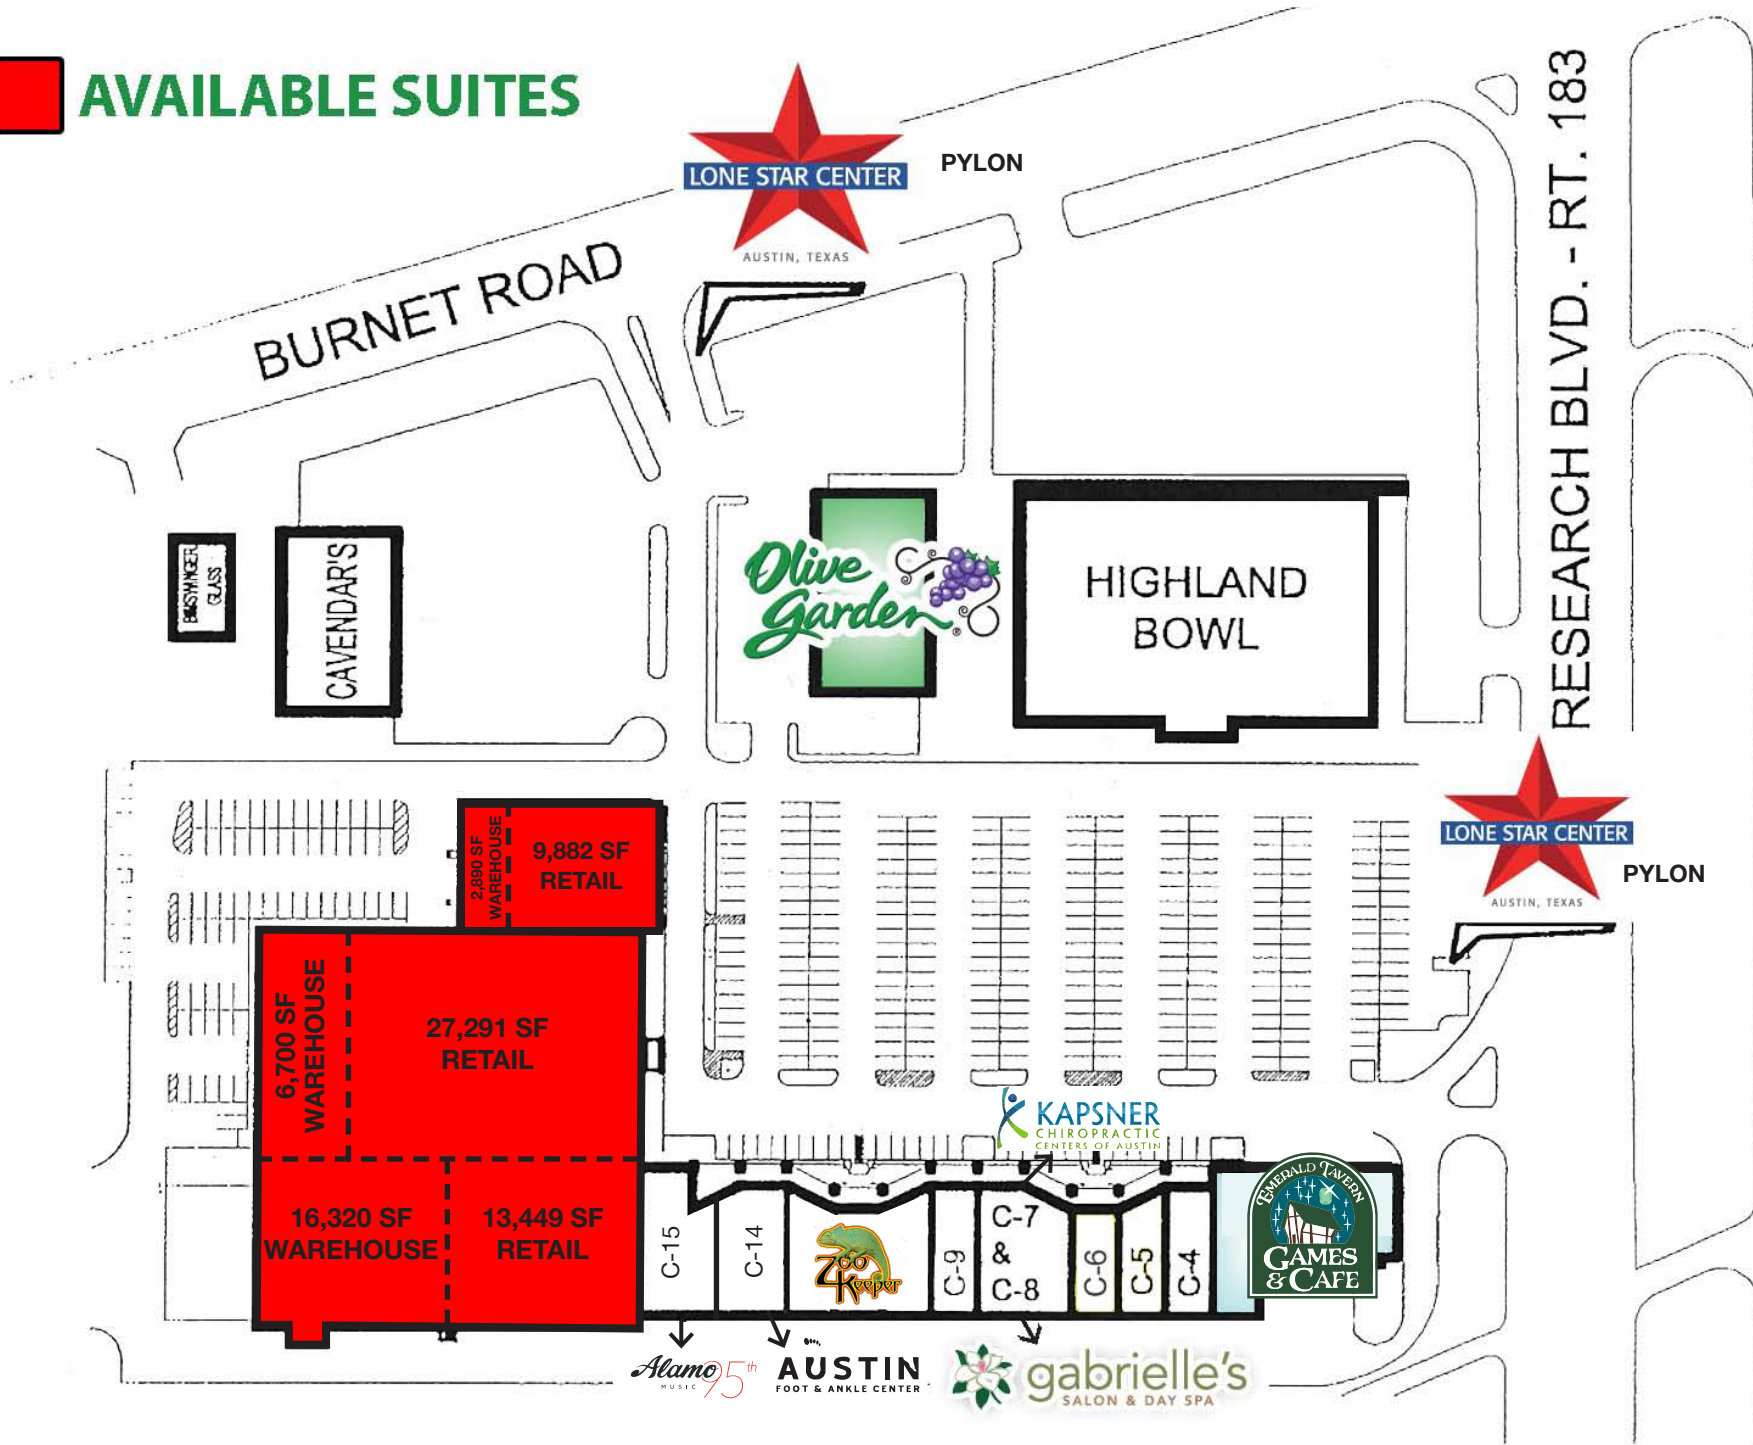 AVAILABLE SUITES
LONE STAR CENTER
AUSTIN, TEXAS
PYLON
BURNET ROAD
RESEARCH BLVD. - RT. 183
GLASS
CAVENDAR'S
Olive
Garden
HIGHLAND
BOWL
LONE STAR CENTER
AUSTIN, TEXAS
PYLON
2,890 SF
WAREHOUSE
9,882 SF
RETAIL
6,700 SF
WAREHOUSE
27,291 SF
RETAIL
16,320 SF
WAREHOUSE
13,449 SF
RETAIL
KAPSNER
CHIROPRACTIC
CENTERS OF AUSTIN
C-15
C-14
Zoo
Keeper
C-9
C-7
&
C-8
C-6
C-5
C-4
EMERALD TAVERN
GAMES
& CAFE
Alamo 95th
MUSIC
AUSTIN
FOOT & ANKLE CENTER
gabrielle's
SALON & DAY SPA